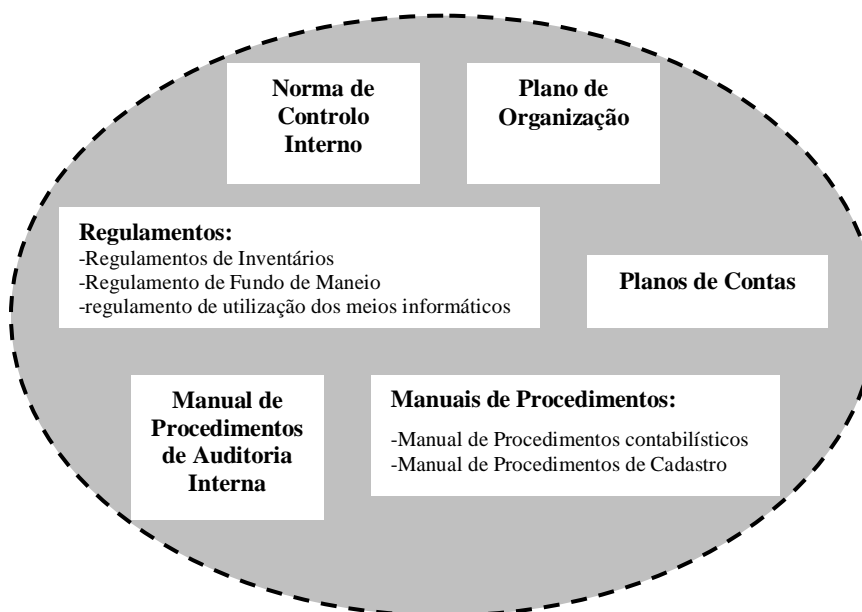 Norma de
Controlo
Interno
Plano de
Organização
Regulamentos:
-Regulamentos de Inventários
-Regulamento de Fundo de Maneio
-regulamento de utilização dos meios informáticos
Planos de Contas
Manual de
Procedimentos
de Auditoria
Interna
Manuais de Procedimentos:
-Manual de Procedimentos contabilísticos
-Manual de Procedimentos de Cadastro